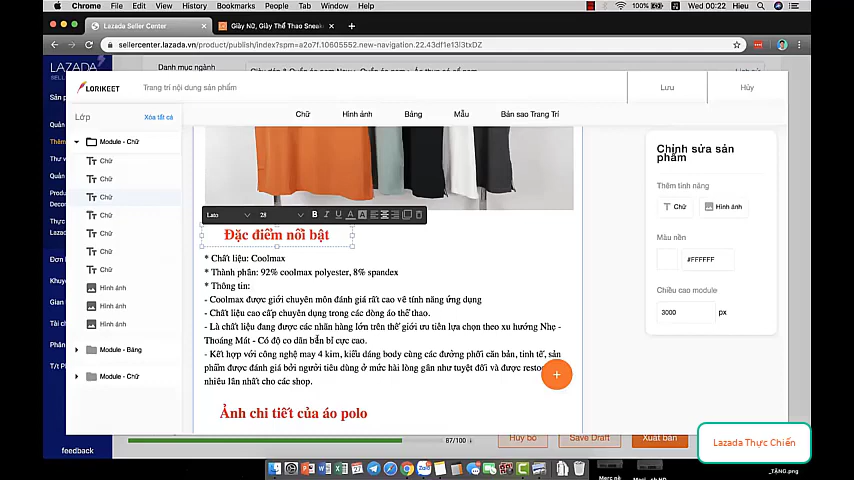 Chrome File Edit View History Bookmarks People Tab Window Help
100% Wed 00:22 Hieu
Lazada Seller Center
Giày Nữ, Giày Thể Thao Sneak
sellercenter.lazada.vn/product/publish/index?spm=a2o7f.10605552.new-navigation.22.43df1e13l3txDZ
LAZADA
Danh mục ngành
LORIKEET
Trang trí nội dung sản phẩm
Lưu
Hủy
Lớp
Xóa tất cả
Chữ
Hình ảnh
Bảng
Mẫu
Bản sao Trang Trí
Module - Chữ
Chữ
Chữ
Chữ
Chữ
Chữ
Chữ
Chữ
Hình ảnh
Hình ảnh
Hình ảnh
Module - Bảng
Module - Chữ
Lato
28
B I U A A
Đặc điểm nổi bật
* Chất liệu: Coolmax
* Thành phần: 92% coolmax polyester, 8% spandex
* Thông tin:
- Coolmax được giới chuyên môn đánh giá rất cao về tính năng ứng dụng
- Chất liệu cao cấp chuyên dụng trong các dòng áo thể thao.
- Là chất liệu đang được các nhãn hàng lớn trên thế giới ưu tiên lựa chọn theo xu hướng Nhẹ -
Thoáng Mát - Có độ co dãn bền bỉ cực cao.
- Kết hợp với công nghệ may 4 kim, kiểu dáng body cùng các đường phối căn bản, tinh tế, sản
phẩm được đánh giá bởi người tiêu dùng ở mức hài lòng gần như tuyệt đối và được
nhiều lần nhất cho các shop.
+
Ảnh chi tiết của áo polo
Chỉnh sửa sản
phẩm
Thêm tính năng
Chữ
Hình ảnh
Màu nền
#FFFFFF
Chiều cao module
3000
px
87/100
Hủy bỏ
Save Draft
Xuất bản
feedback
Lazada Thực Chiến
_TẶNG.png